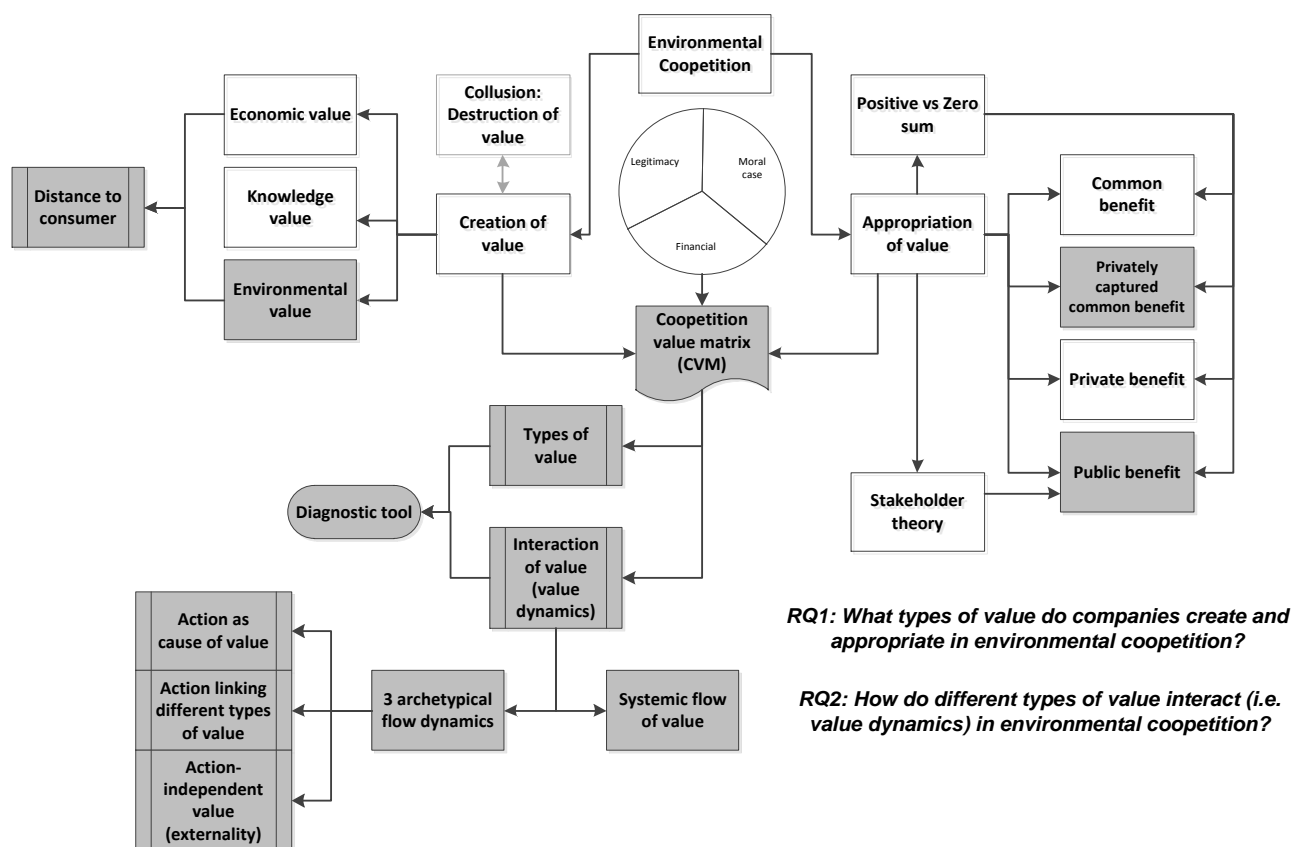 Environmental
Coopetition
Collusion:
Destruction of
value
Economic value
Positive vs Zero
sum
Legitimacy
Moral
case
Financial
Distance to
consumer
Knowledge
value
Creation of
value
Appropriation
of value
Common
benefit
Environmental
value
Privately
captured
common benefit
Coopetition
value matrix
(CVM)
Private benefit
Types of
value
Public benefit
Diagnostic tool
Stakeholder
theory
Interaction
of value
(value
dynamics)
Action as
cause of value
Action linking
different types
of value
Action-
independent
value
(externality)
3 archetypical
flow dynamics
Systemic flow
of value
RQ1: What types of value do companies create and
appropriate in environmental coopetition?
RQ2: How do different types of value interact (i.e.
value dynamics) in environmental coopetition?